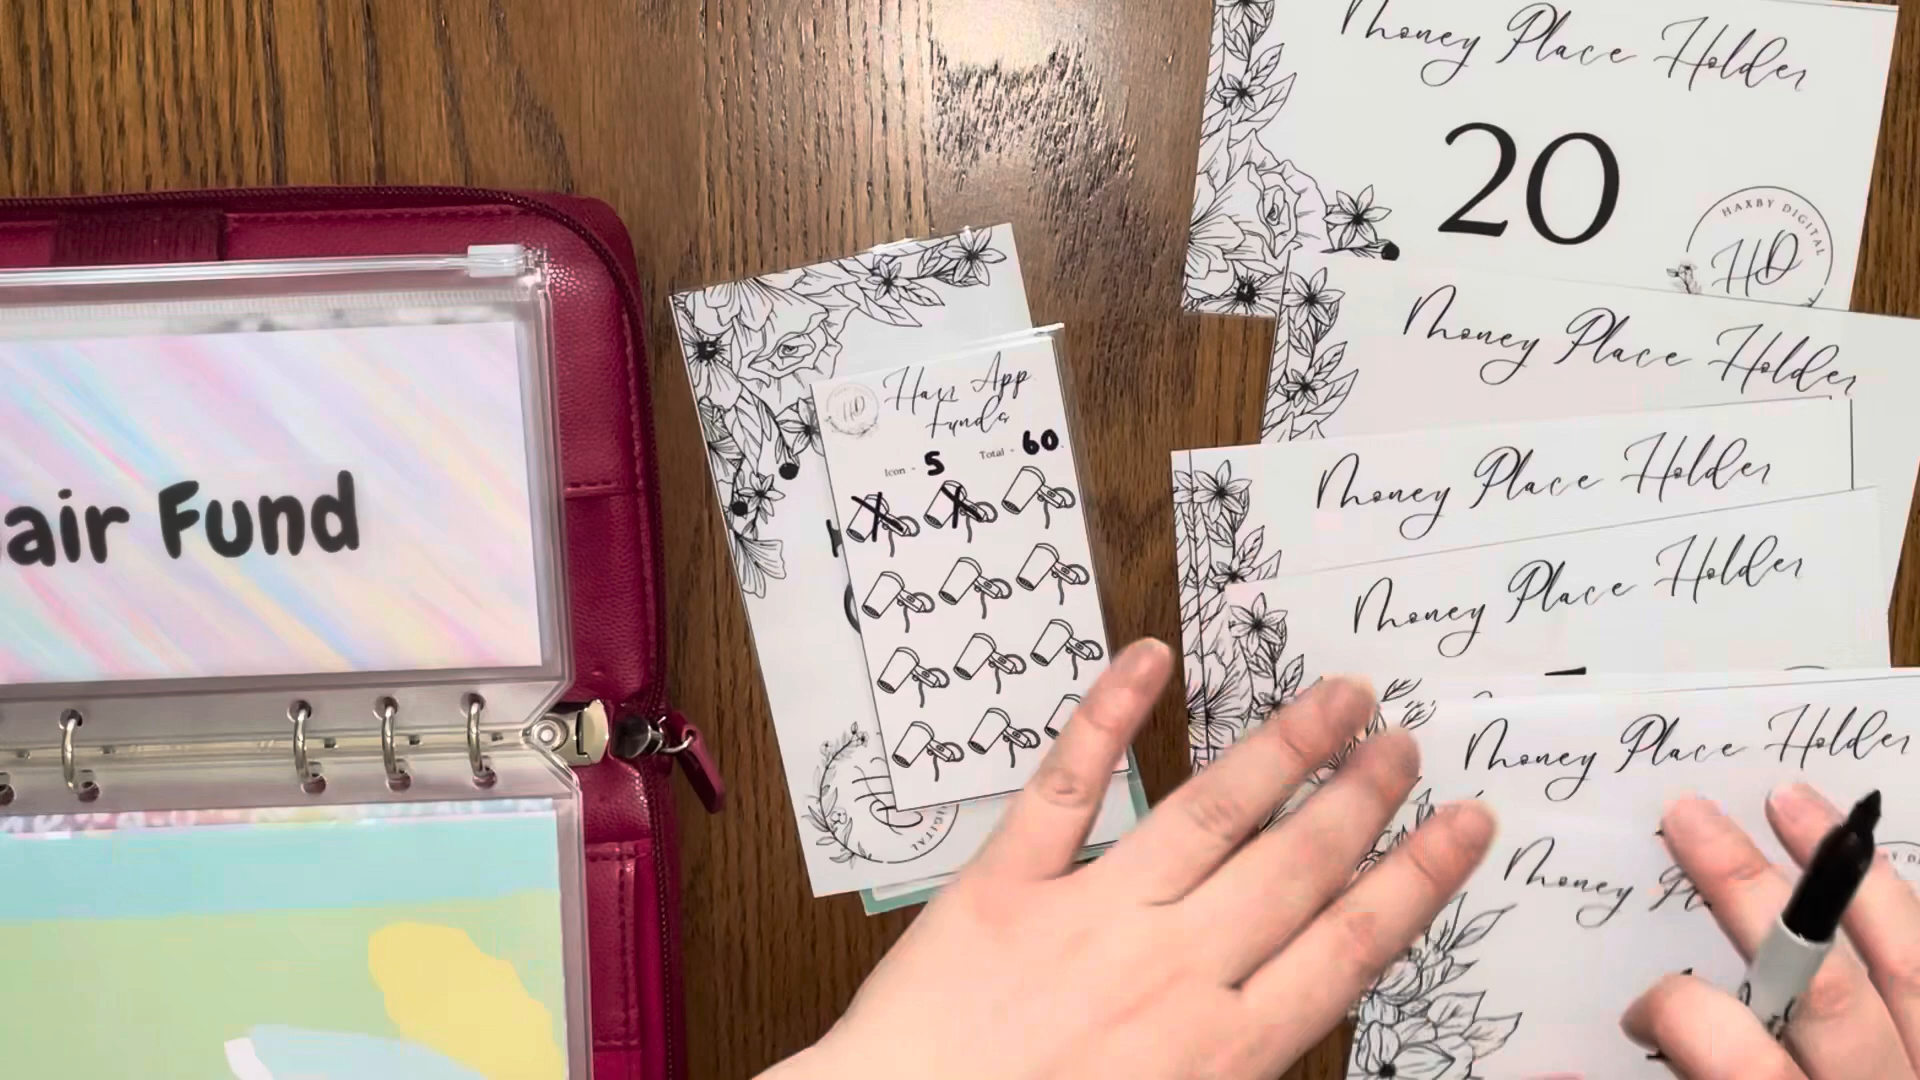 air Fund
Hair App
Funds
Icon - 5 Total - 60
Money Place Holder
20
HAXBY DIGITAL
HD
Money Place Holder
Money Place Holder
Money Place Holder
Money Place Holder
Money